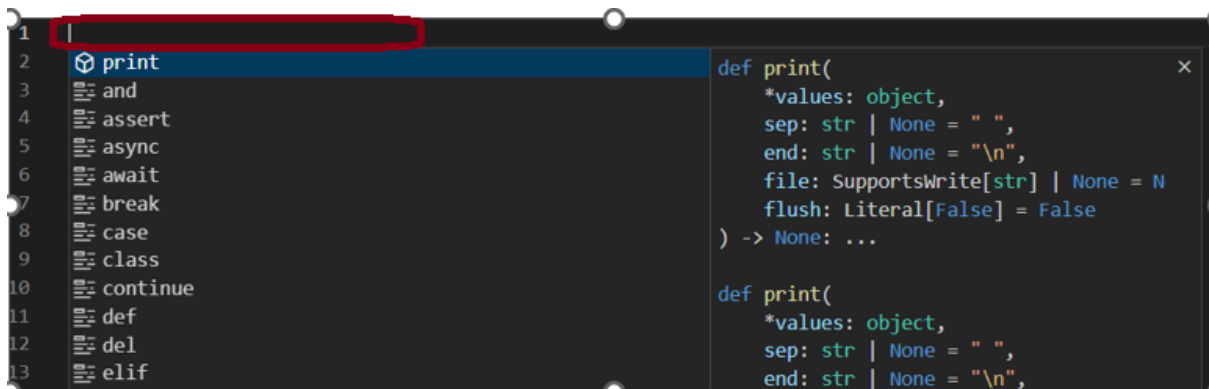 1
2 print
3 and
4 assert
5 async
6 await
7 break
8 case
9 class
10 continue
11 def
12 del
13 elif
def print( ×
    *values: object,
    sep: str | None = " ",
    end: str | None = "\n",
    file: SupportsWrite[str] | None = N
    flush: Literal[False] = False
) -> None: ...
def print(
    *values: object,
    sep: str | None = " ",
    end: str | None = "\n",